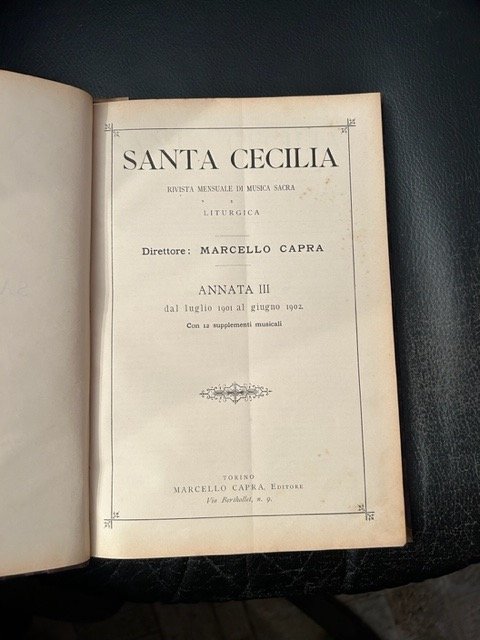 SANTA CECILIA
RIVISTA MENSUALE DI MUSICA SACRA
E
LITURGICA
Direttore: MARCELLO CAPRA
ANNATA III
dal luglio 1901 al giugno 1902.
Con 12 supplementi musicali
TORINO
MARCELLO CAPRA, EDITORE
Via Berthollet, n. 9.